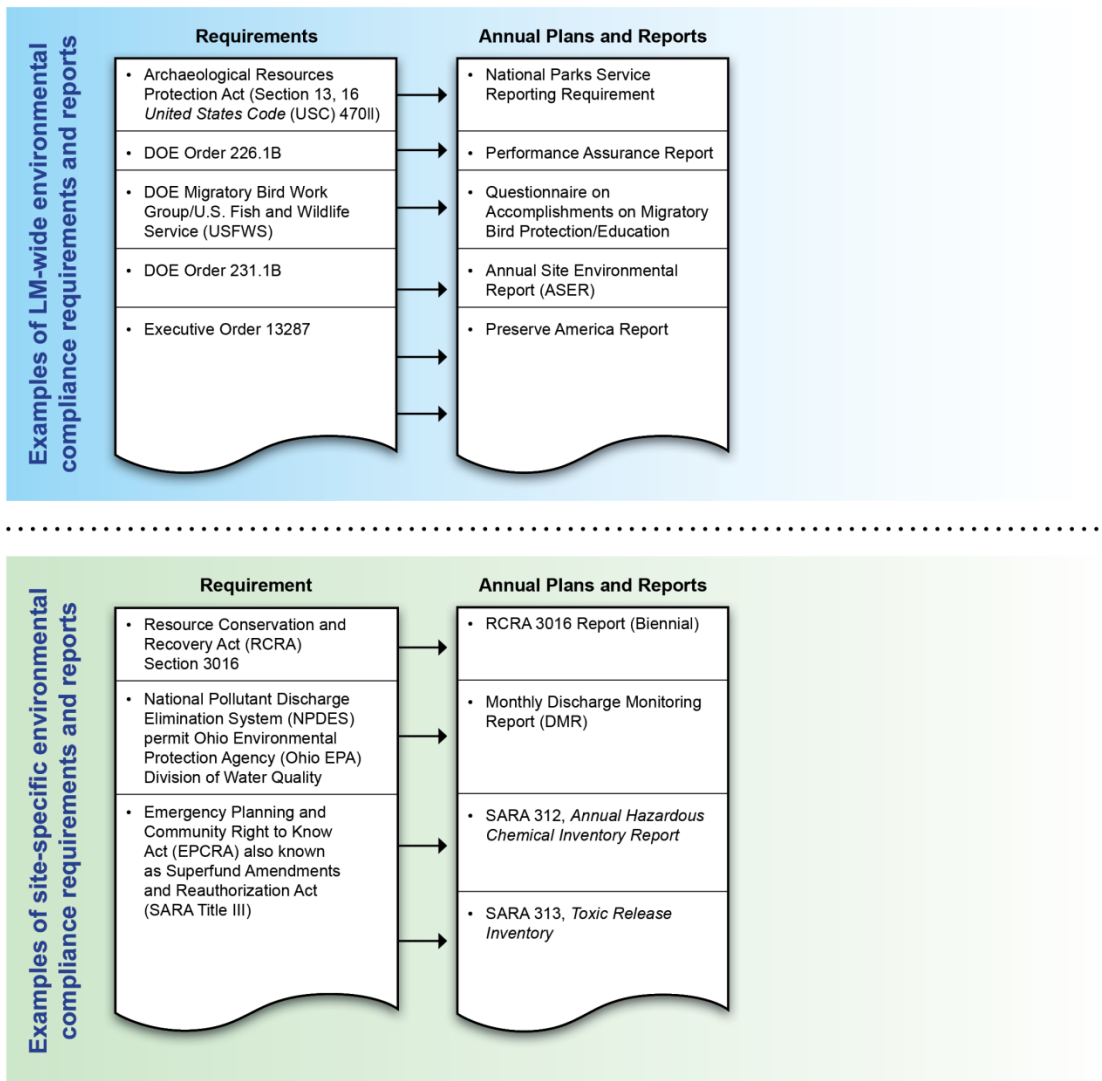 Examples of LM-wide environmental
compliance requirements and reports
Requirements
• Archaeological Resources
Protection Act (Section 13, 16
United States Code (USC) 470ll)
• DOE Order 226.1B
• DOE Migratory Bird Work
Group/U.S. Fish and Wildlife
Service (USFWS)
• DOE Order 231.1B
• Executive Order 13287
Annual Plans and Reports
• National Parks Service
Reporting Requirement
• Performance Assurance Report
• Questionnaire on
Accomplishments on Migratory
Bird Protection/Education
• Annual Site Environmental
Report (ASER)
• Preserve America Report
Examples of site-specific environmental
compliance requirements and reports
Requirement
• Resource Conservation and
Recovery Act (RCRA)
Section 3016
• National Pollutant Discharge
Elimination System (NPDES)
permit Ohio Environmental
Protection Agency (Ohio EPA)
Division of Water Quality
• Emergency Planning and
Community Right to Know
Act (EPCRA) also known
as Superfund Amendments
and Reauthorization Act
(SARA Title III)
Annual Plans and Reports
• RCRA 3016 Report (Biennial)
• Monthly Discharge Monitoring
Report (DMR)
• SARA 312, Annual Hazardous
Chemical Inventory Report
• SARA 313, Toxic Release
Inventory